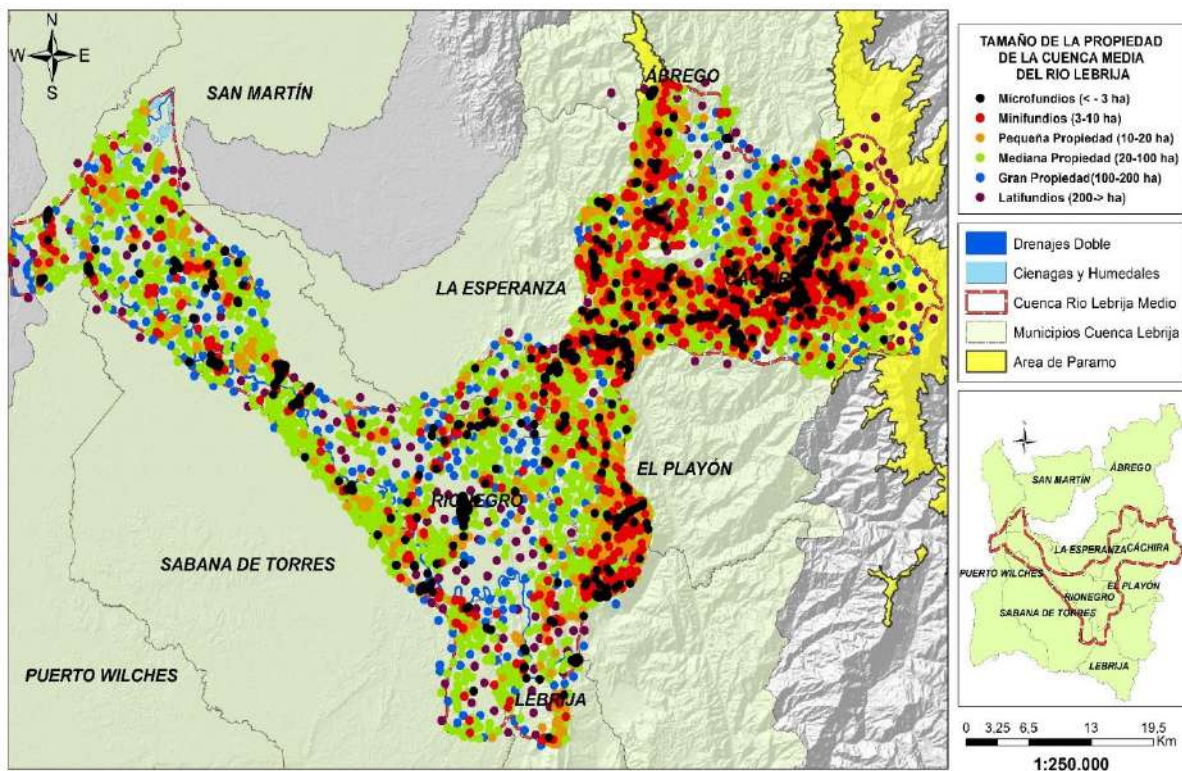 N
W
E
S
SAN MARTÍN
ÁBREGO
LA ESPERANZA
EL PLAYÓN
RIONEGRO
SABANA DE TORRES
PUERTO WILCHES
LEBRIJA
TAMAÑO DE LA PROPIEDAD
DE LA CUENCA MEDIA
DEL RIO LEBRIJA
Microfundios (< - 3 ha)
Minifundios (3-10 ha)
Pequeña Propiedad (10-20 ha)
Mediana Propiedad (20-100 ha)
Gran Propiedad(100-200 ha)
Latifundios (200-> ha)
Drenajes Doble
Cienagas y Humedales
Cuenca Rio Lebrija Medio
Municipios Cuenca Lebrija
Area de Paramo
SAN MARTÍN
ÁBREGO
LA ESPERANZA
CÁCHIRA
PUERTO WILCHES
EL PLAYÓN
RIONEGRO
SABANA DE TORRES
LEBRIJA
0 3,25 6,5 13 19,5
Km
1:250.000